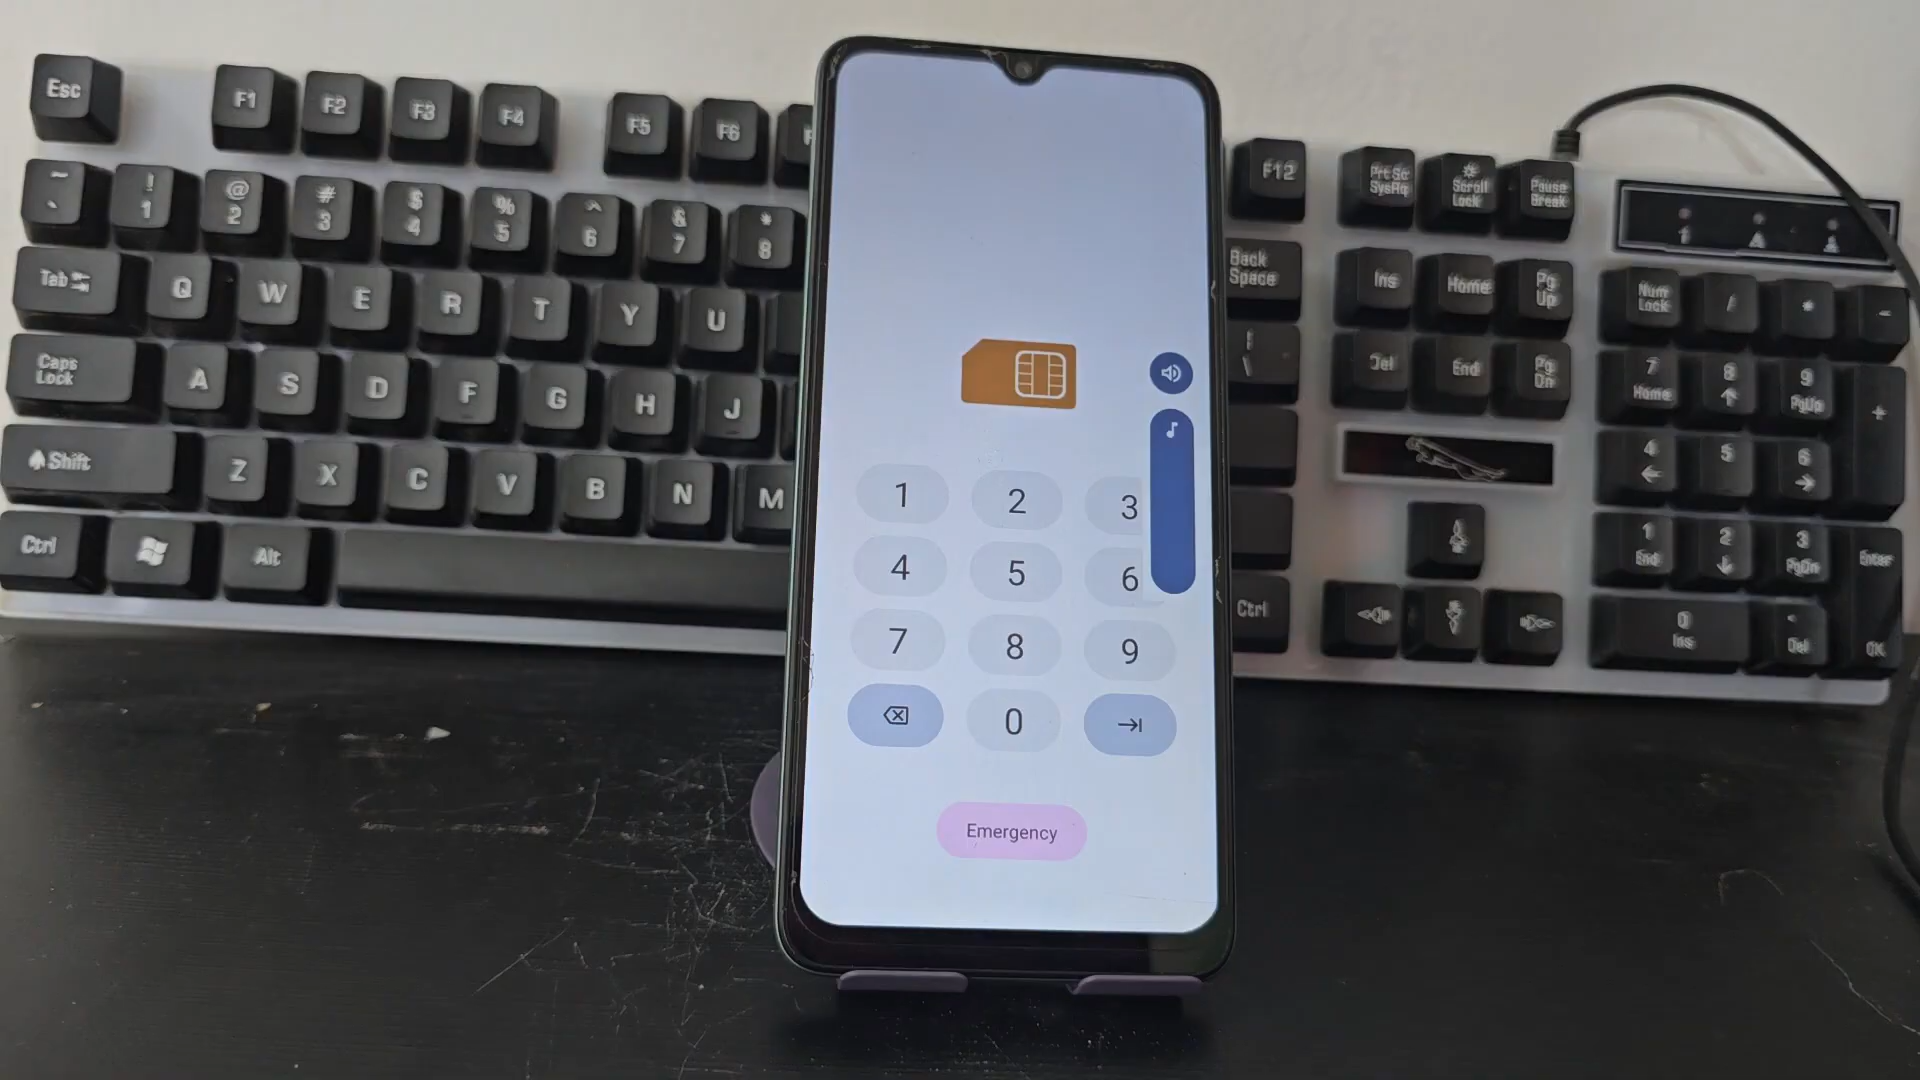 Esc F1 F2 F3 F4 F5 F6 F F12 Prt Sc SysRq Scroll Lock Pause Break
~ ` ! 1 @ 2 # 3 $ 4 % 5 ^ 6 & 7 * 8 Back Space Ins Home Pg Up Num Lock / * -
Tab Q W E R T Y U \ Del End Pg Dn 7 Home 8 9 PgUp +
Caps Lock A S D F G H J 4 5 6
Shift Z X C V B N M 1 End 2 3 PgDn Enter
Ctrl Alt Ctrl 0 Ins . Del OK
1 2 3
4 5 6
7 8 9
0
Emergency